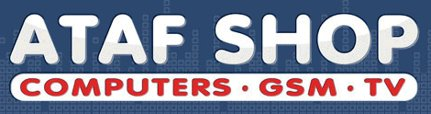 ATAF SHOP
COMPUTERS · GSM · TV